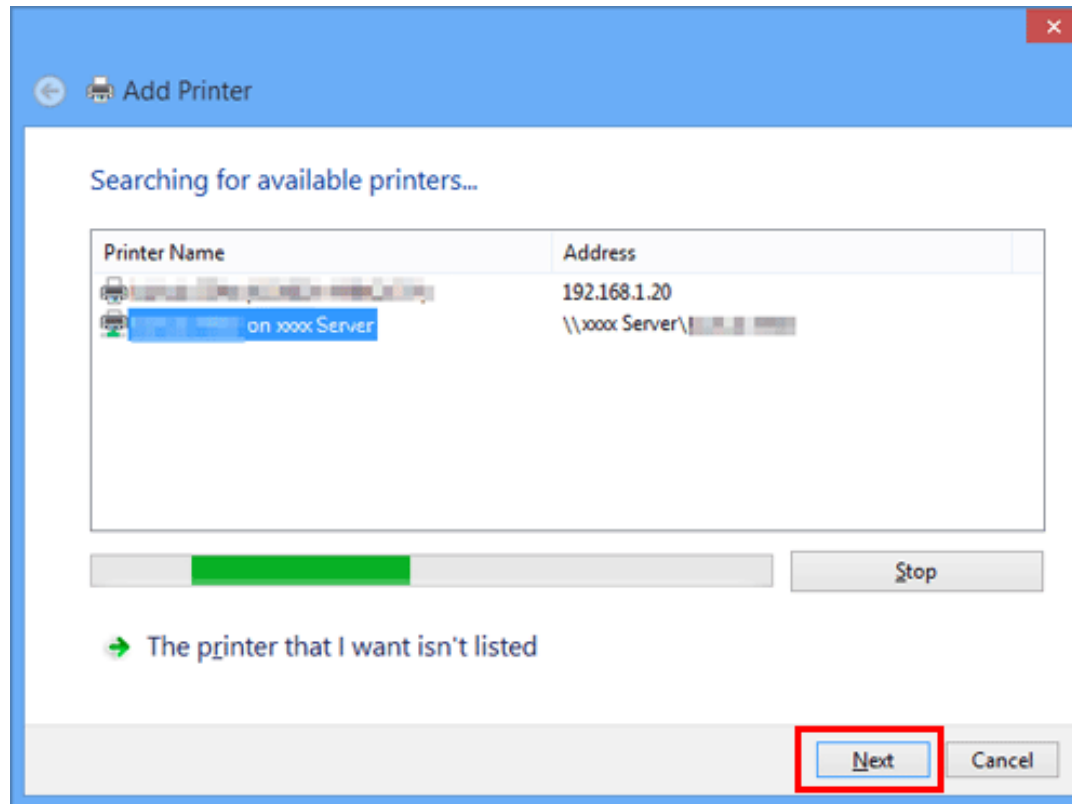 Add Printer
Searching for available printers...
Printer Name Address
192.168.1.20
on xxxx Server \\xxxx Server\
Stop
The printer that I want isn't listed
Next Cancel